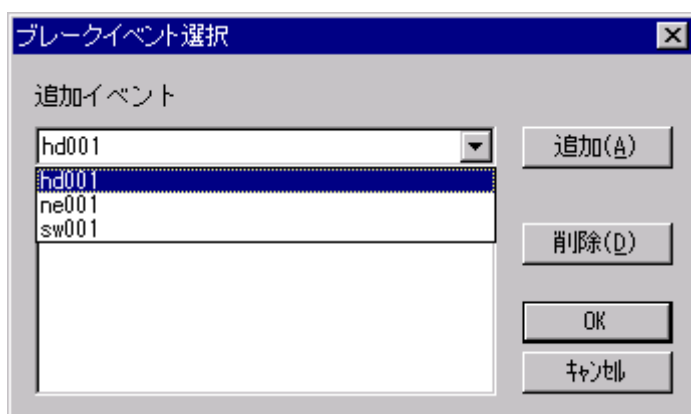 ブレークイベント選択
追加イベント
hd001
追加(A)
hd001
ne001
sw001
削除(D)
OK
ｷｬﾝｾﾙ